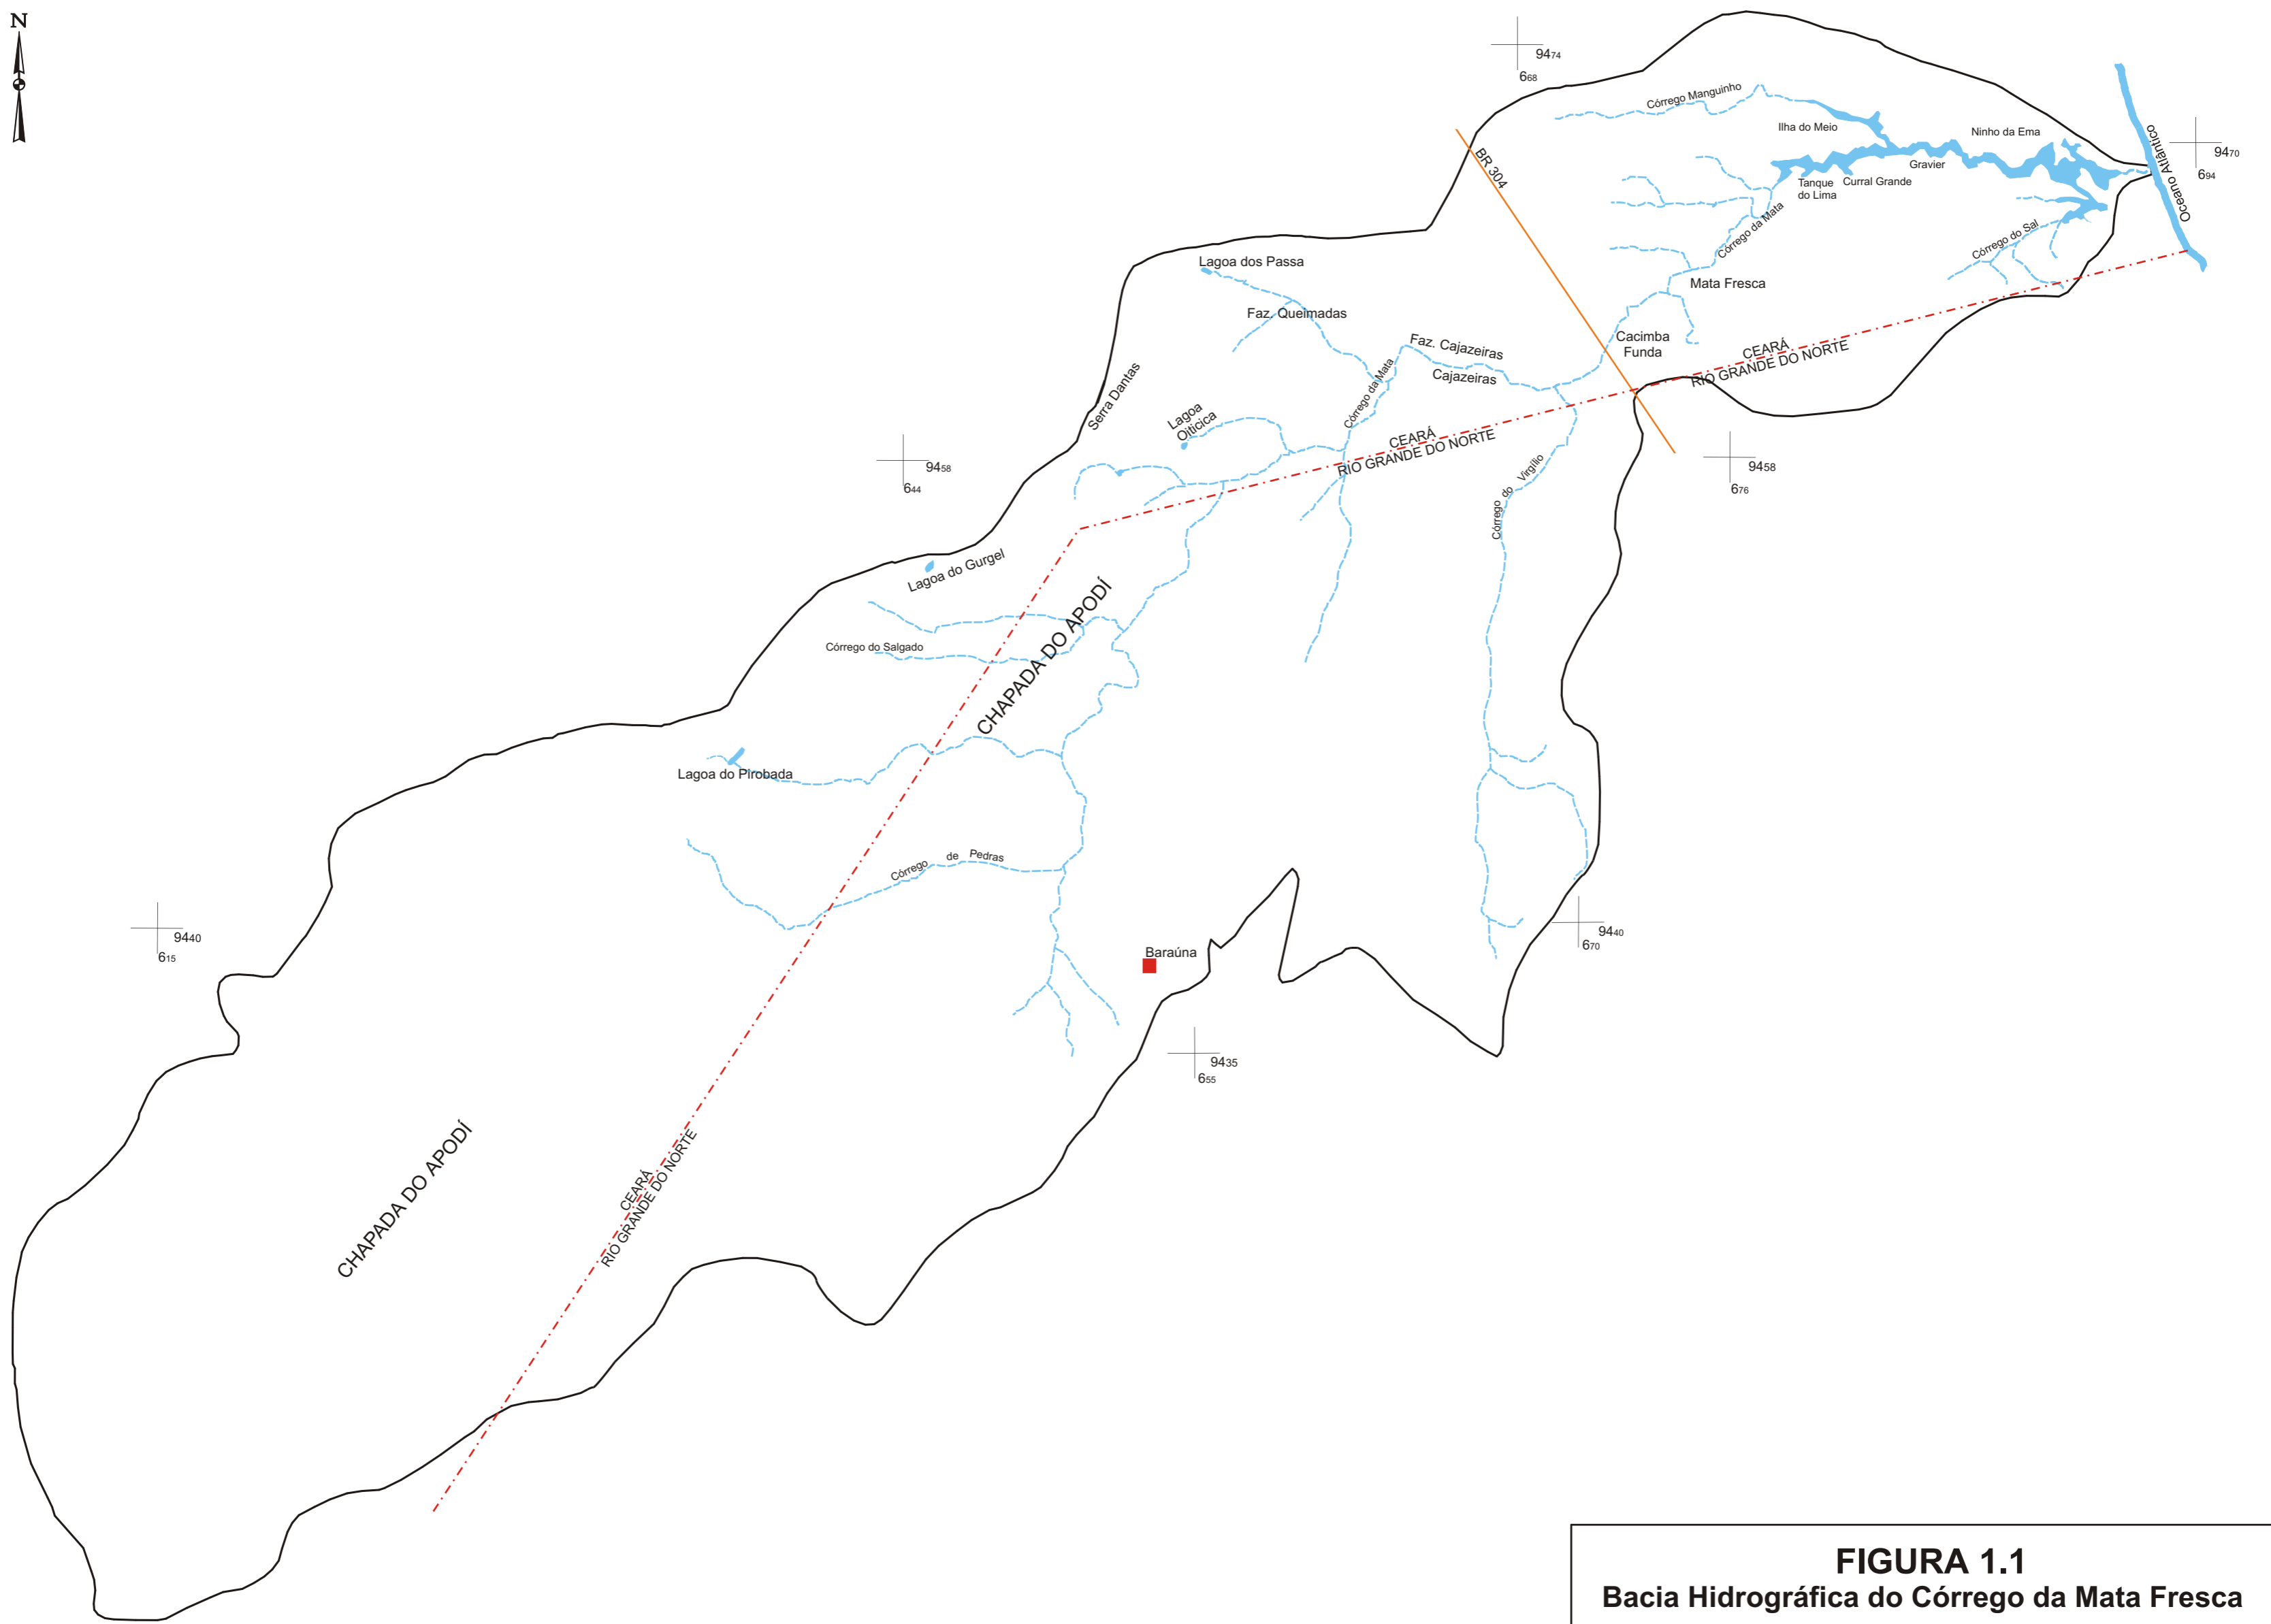 N
9474
668
Córrego Manguinho
Ilha do Meio
Ninho da Ema
Oceano Atlântico
9470
694
BR 304
Gravier
Tanque
do Lima
Curral Grande
Córrego da Mata
Córrego do Sal
Lagoa dos Passa
Mata Fresca
Faz. Queimadas
Cacimba
Funda
Faz. Cajazeiras
Cajazeiras
CEARÁ
RIO GRANDE DO NORTE
Serra Dantas
Córrego da Mata
Lagoa
Oiticica
CEARÁ
RIO GRANDE DO NORTE
9458
644
9458
676
Córrego do Virgílio
Lagoa do Gurgel
CHAPADA DO APODÍ
Córrego do Salgado
Lagoa do Pirobada
Córrego de Pedras
9440
615
9440
670
Baraúna
9435
655
CHAPADA DO APODÍ
CEARÁ
RIO GRANDE DO NORTE
FIGURA 1.1
Bacia Hidrográfica do Córrego da Mata Fresca